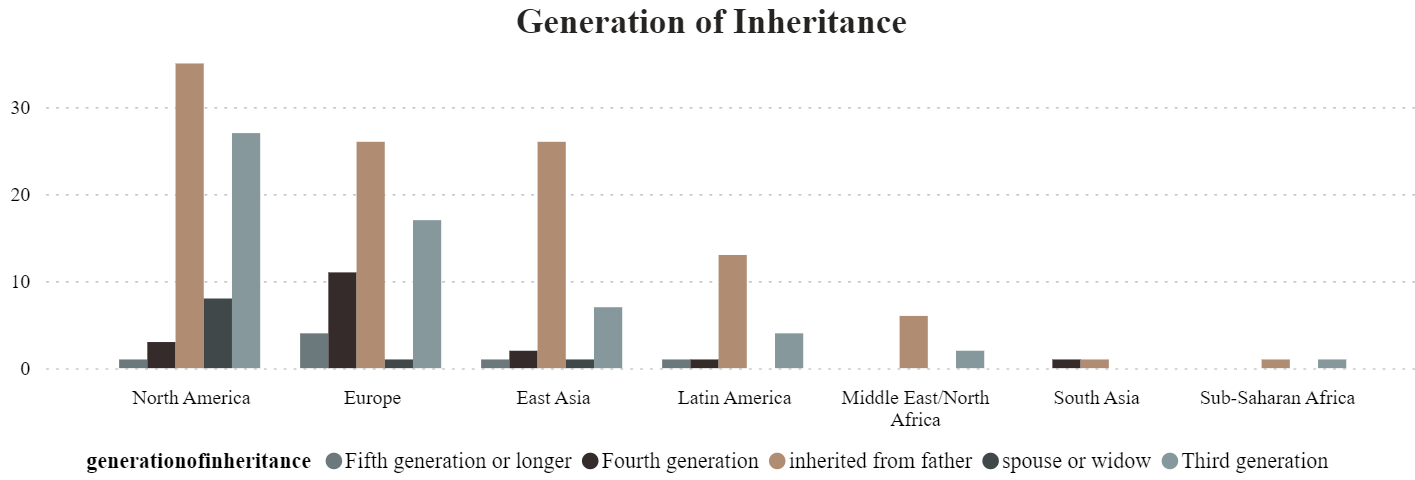 Generation of Inheritance
30
20
10
0
North America
Europe
East Asia
Latin America
Middle East/North
Africa
South Asia
Sub-Saharan Africa
generationofinheritance Fifth generation or longer Fourth generation inherited from father spouse or widow Third generation